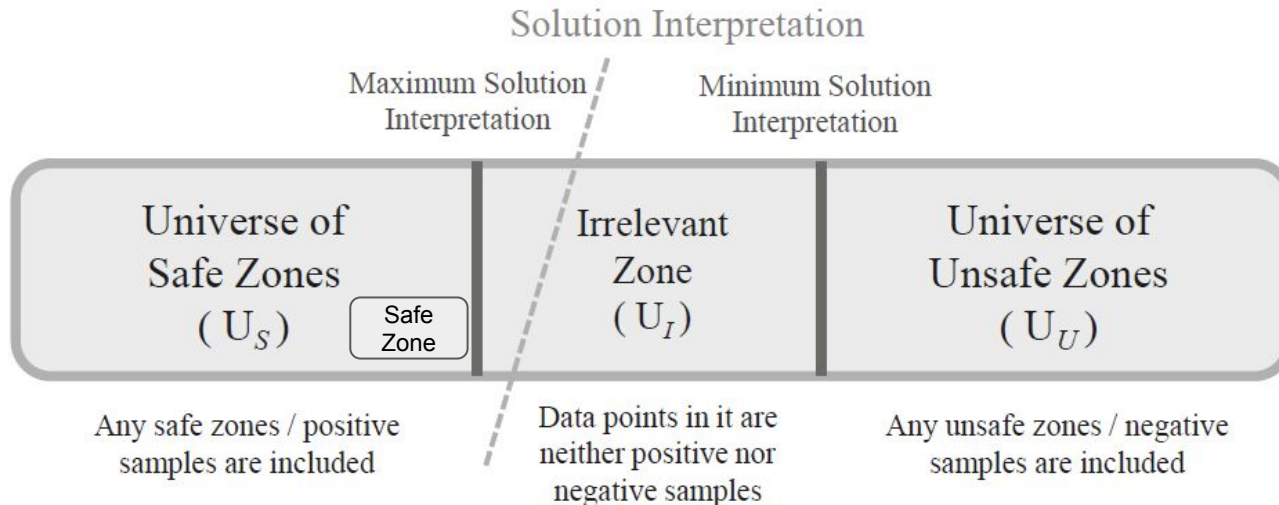 Solution Interpretation
Maximum Solution
Interpretation
Minimum Solution
Interpretation
Universe of
Safe Zones
( U_S )
Safe
Zone
Irrelevant
Zone
( U_I )
Universe of
Unsafe Zones
( U_U )
Any safe zones / positive
samples are included
Data points in it are
neither positive nor
negative samples
Any unsafe zones / negative
samples are included